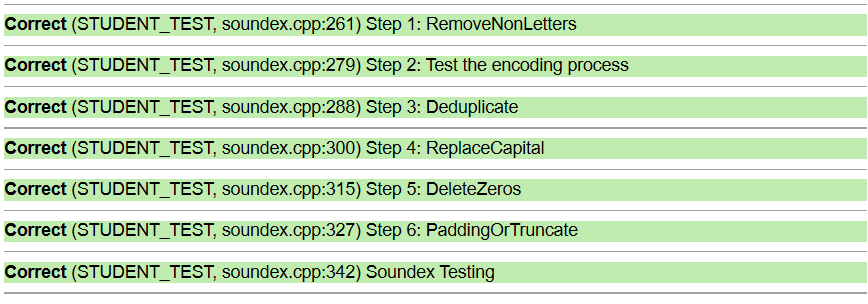 Correct (STUDENT_TEST, soundex.cpp:261) Step 1: RemoveNonLetters
Correct (STUDENT_TEST, soundex.cpp:279) Step 2: Test the encoding process
Correct (STUDENT_TEST, soundex.cpp:288) Step 3: Deduplicate
Correct (STUDENT_TEST, soundex.cpp:300) Step 4: ReplaceCapital
Correct (STUDENT_TEST, soundex.cpp:315) Step 5: DeleteZeros
Correct (STUDENT_TEST, soundex.cpp:327) Step 6: PaddingOrTruncate
Correct (STUDENT_TEST, soundex.cpp:342) Soundex Testing